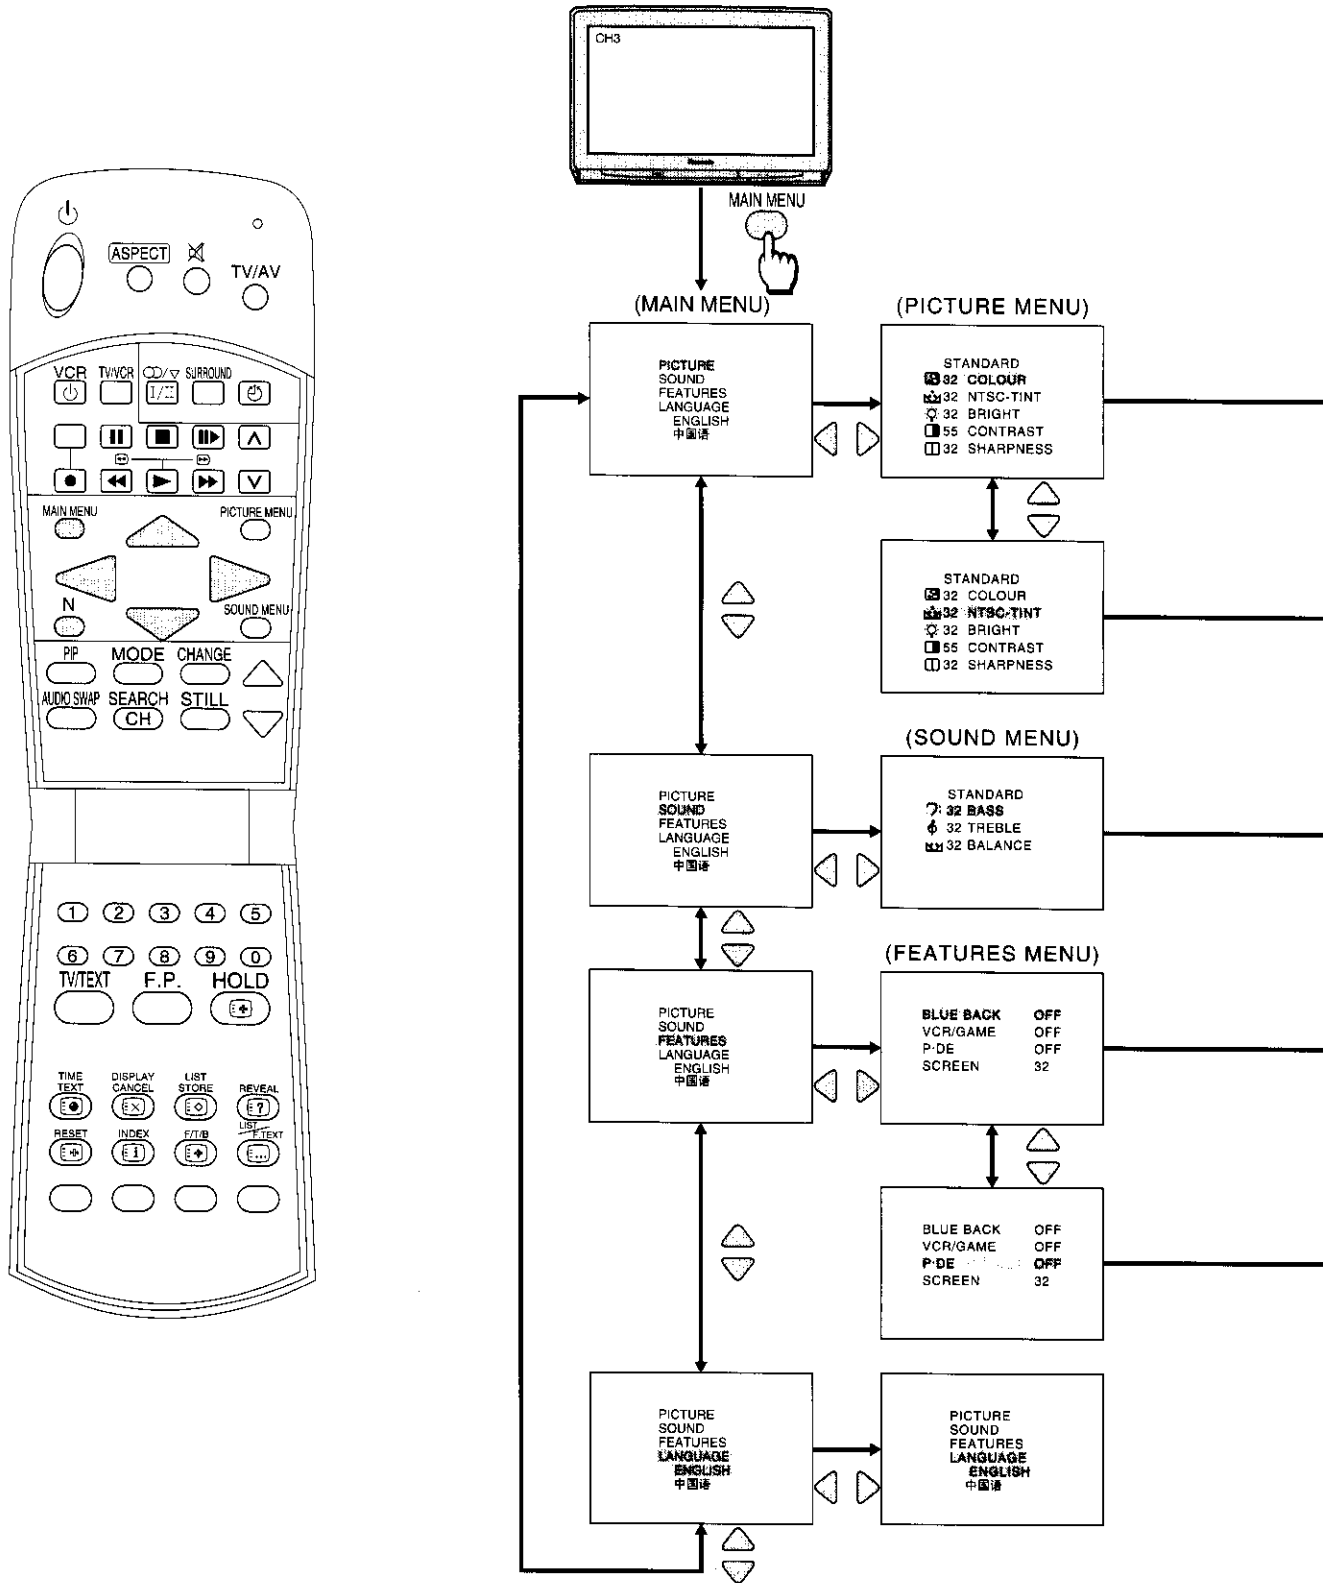 CH3
Panasonic
MAIN MENU
ASPECT
TV/AV
VCR
TV/VCR
SURROUND
I/II
MAIN MENU
PICTURE MENU
N
SOUND MENU
PIP
MODE
CHANGE
AUDIO SWAP
SEARCH
CH
STILL
1 2 3 4 5
6 7 8 9 0
TV/TEXT
F.P.
HOLD
TIME
TEXT
DISPLAY
CANCEL
LIST
STORE
REVEAL
?
RESET
INDEX
i
F/T/B
LIST
F.TEXT
...
(MAIN MENU)
PICTURE
SOUND
FEATURES
LANGUAGE
ENGLISH
中国语
(PICTURE MENU)
STANDARD
32 COLOUR
32 NTSC-TINT
32 BRIGHT
55 CONTRAST
32 SHARPNESS
STANDARD
32 COLOUR
32 NTSC-TINT
32 BRIGHT
55 CONTRAST
32 SHARPNESS
PICTURE
SOUND
FEATURES
LANGUAGE
ENGLISH
中国语
(SOUND MENU)
STANDARD
32 BASS
32 TREBLE
32 BALANCE
PICTURE
SOUND
FEATURES
LANGUAGE
ENGLISH
中国语
(FEATURES MENU)
BLUE BACK OFF
VCR/GAME OFF
P·DE OFF
SCREEN 32
BLUE BACK OFF
VCR/GAME OFF
P·DE OFF
SCREEN 32
PICTURE
SOUND
FEATURES
LANGUAGE
ENGLISH
中国语
PICTURE
SOUND
FEATURES
LANGUAGE
ENGLISH
中国语